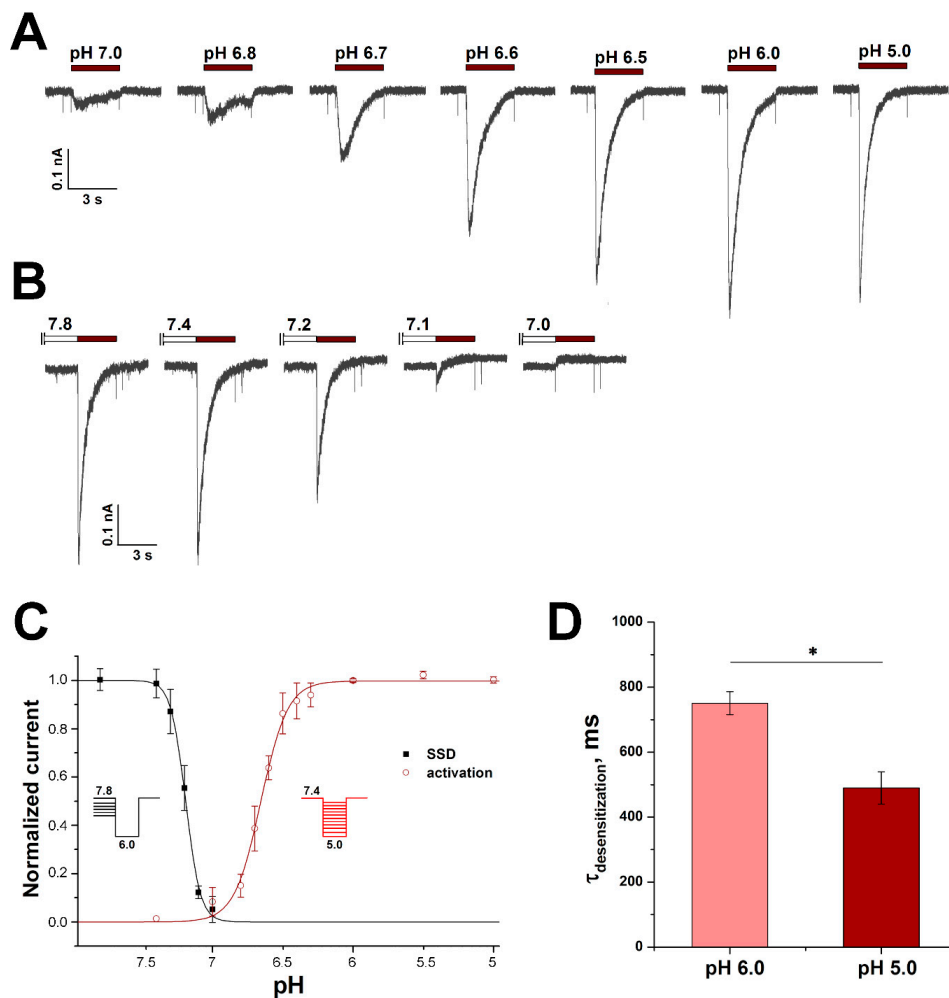 A
pH 7.0 pH 6.8 pH 6.7 pH 6.6 pH 6.5 pH 6.0 pH 5.0
0.1 nA
3 s
B
7.8 7.4 7.2 7.1 7.0
0.1 nA
3 s
C
Normalized current
1.0
0.8
0.6
0.4
0.2
0.0
7.5 7 6.5 6 5.5 5
pH
SSD
activation
7.8
6.0
7.4
5.0
D
τdesensitization, ms
1000
800
600
400
200
0
*
pH 6.0 pH 5.0